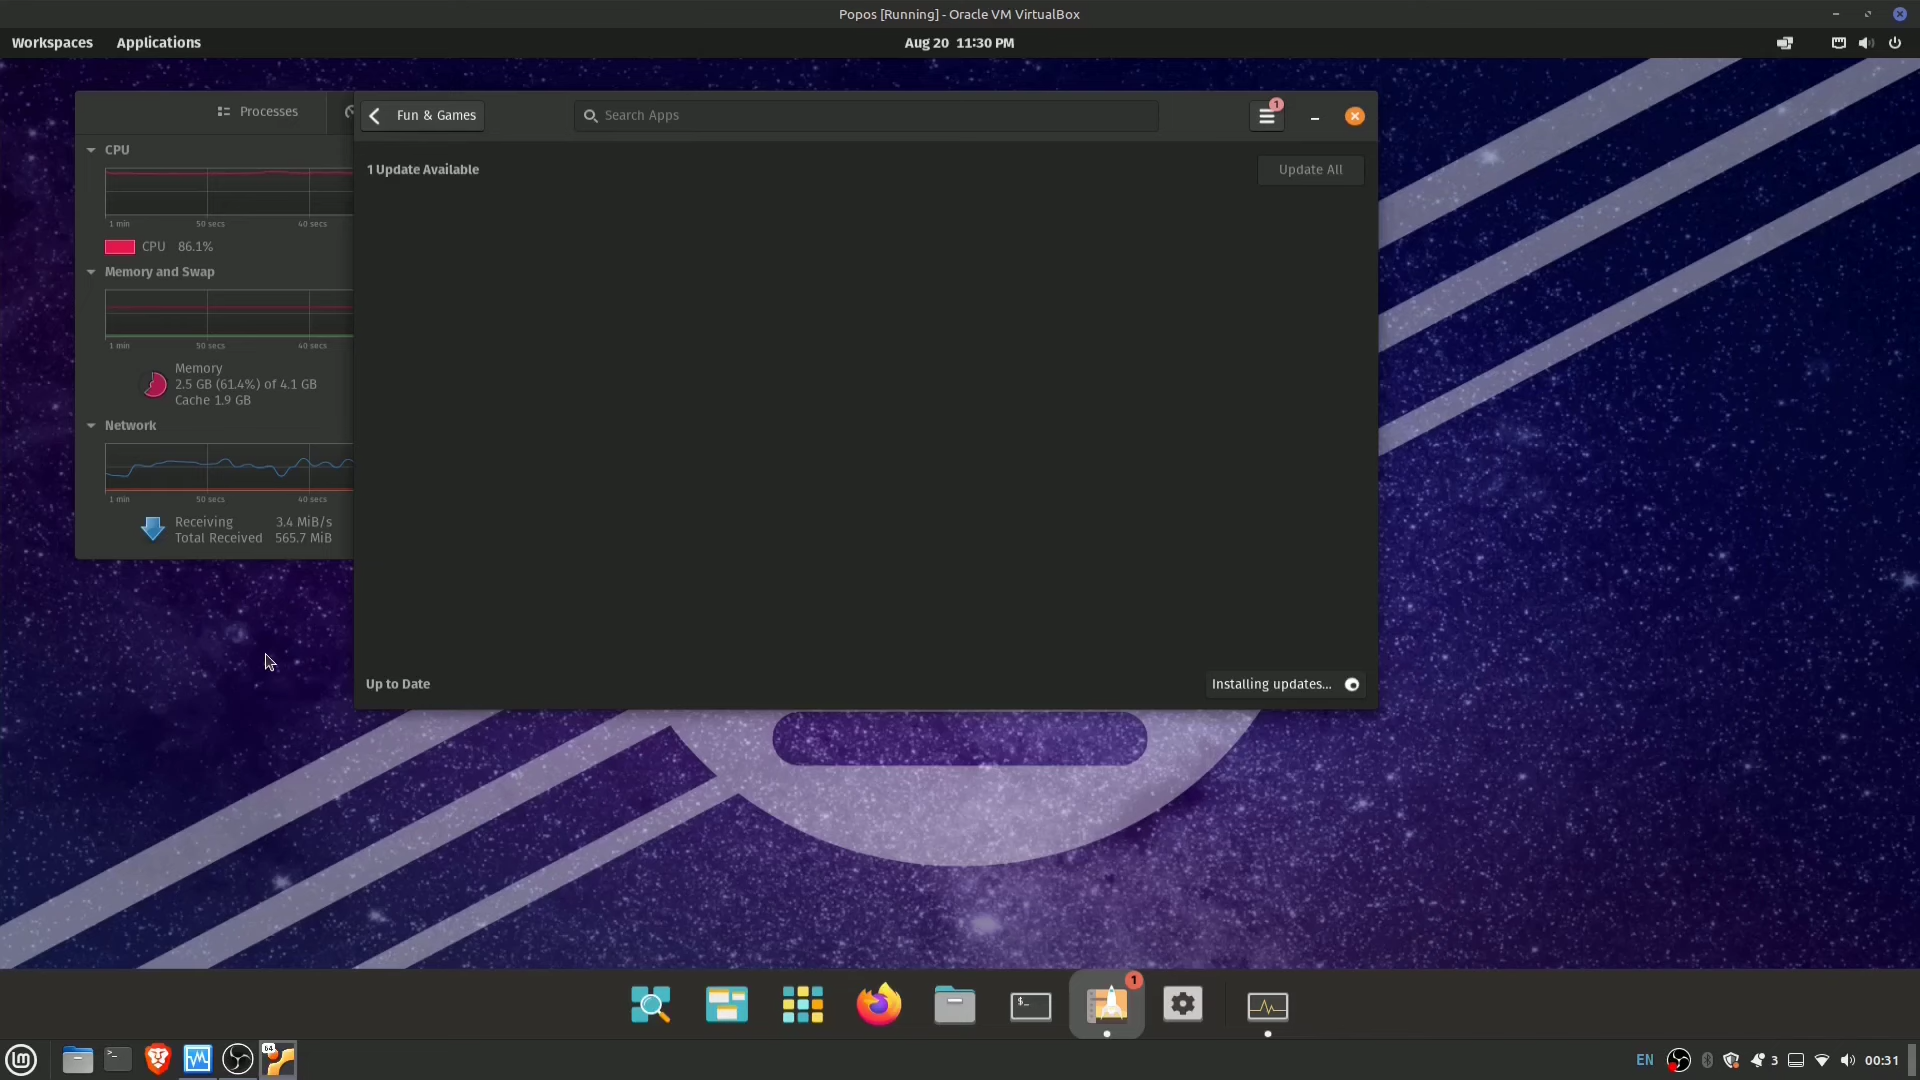 Popos [Running] - Oracle VM VirtualBox
Workspaces
Applications
Aug 20 11:30 PM
Processes
Fun & Games
Search Apps
1
1 Update Available
Update All
CPU
1 min
50 secs
40 secs
CPU 86.1%
Memory and Swap
1 min
50 secs
40 secs
Memory
2.5 GB (61.4%) of 4.1 GB
Cache 1.9 GB
Network
1 min
50 secs
40 secs
Receiving 3.4 MiB/s
Total Received 565.7 MiB
Up to Date
Installing updates...
$_
1
>_
64
EN
3
00:31